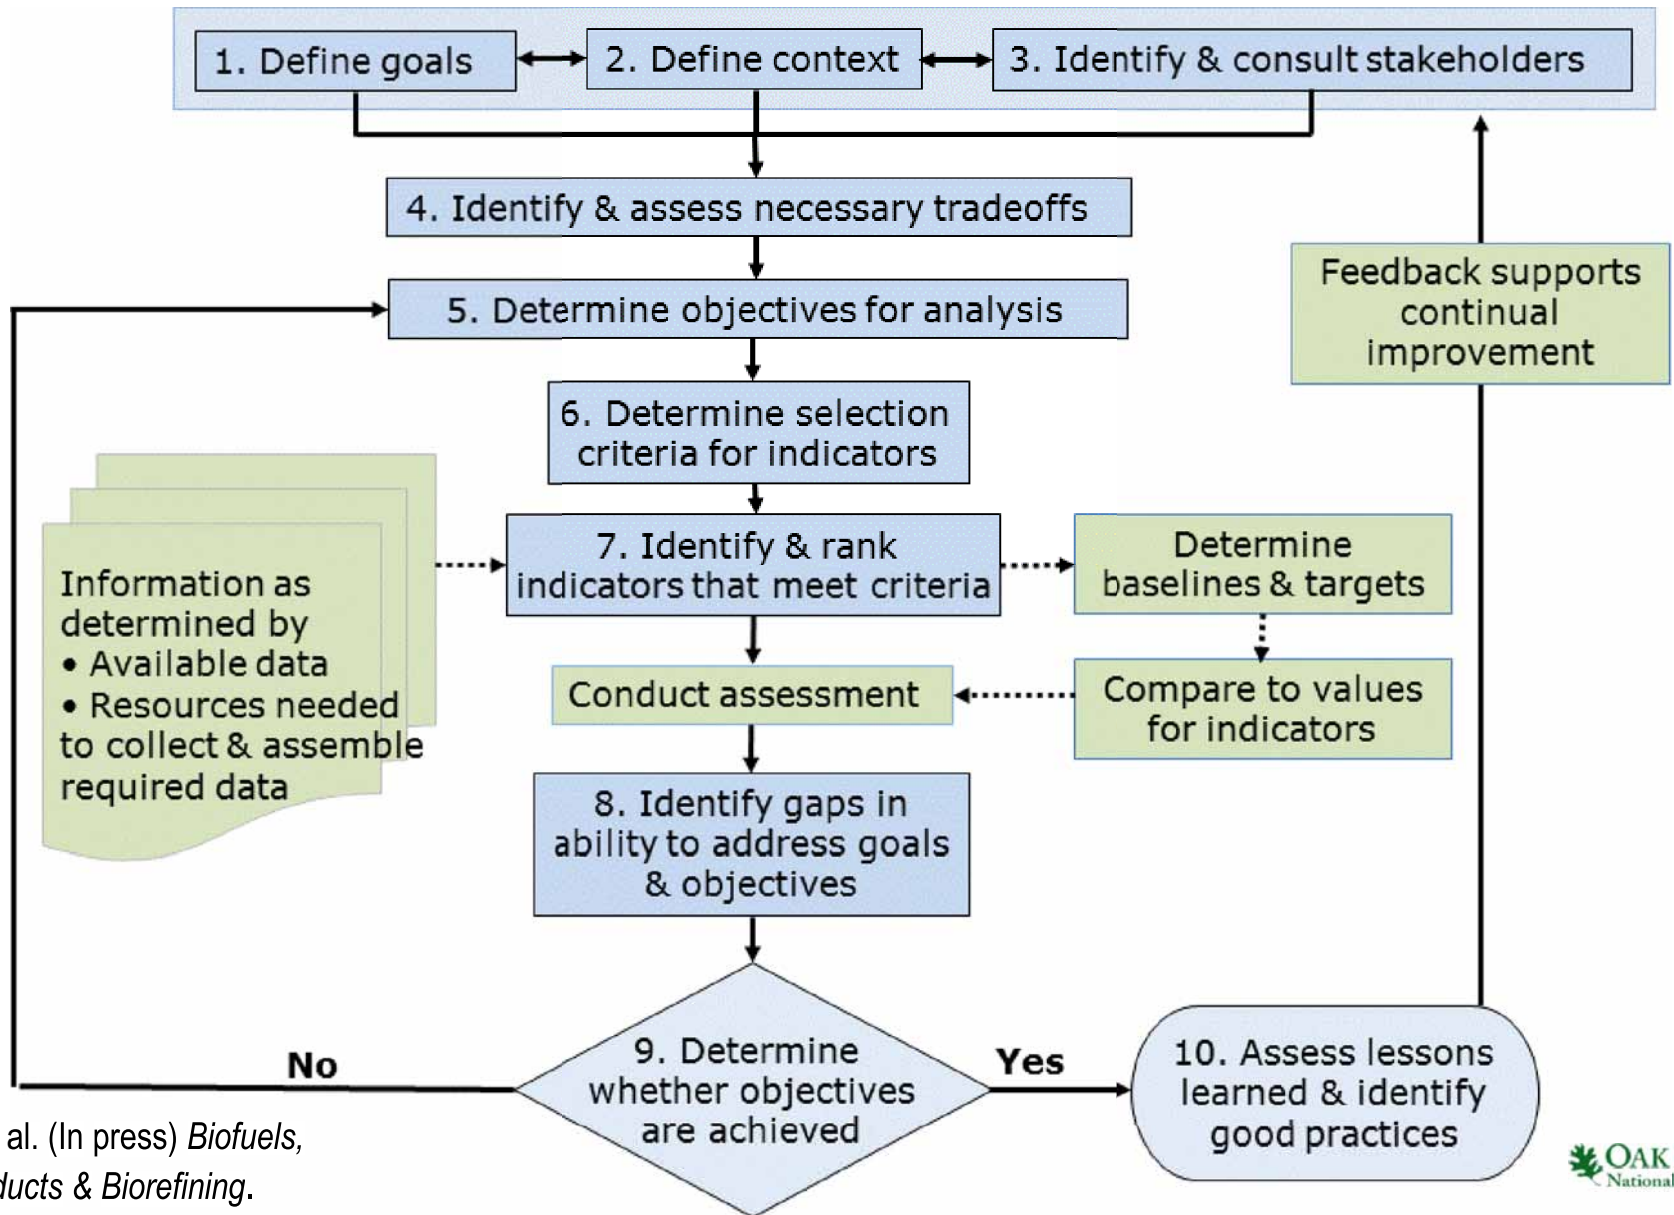 1. Define goals
2. Define context
3. Identify & consult stakeholders
4. Identify & assess necessary tradeoffs
5. Determine objectives for analysis
Feedback supports
continual
improvement
6. Determine selection
criteria for indicators
Information as
determined by
• Available data
• Resources needed
to collect & assemble
required data
7. Identify & rank
indicators that meet criteria
Determine
baselines & targets
Conduct assessment
Compare to values
for indicators
8. Identify gaps in
ability to address goals
& objectives
9. Determine
whether objectives
are achieved
No
Yes
10. Assess lessons
learned & identify
good practices
al. (In press) Biofuels,
ducts & Biorefining.
OAK
National